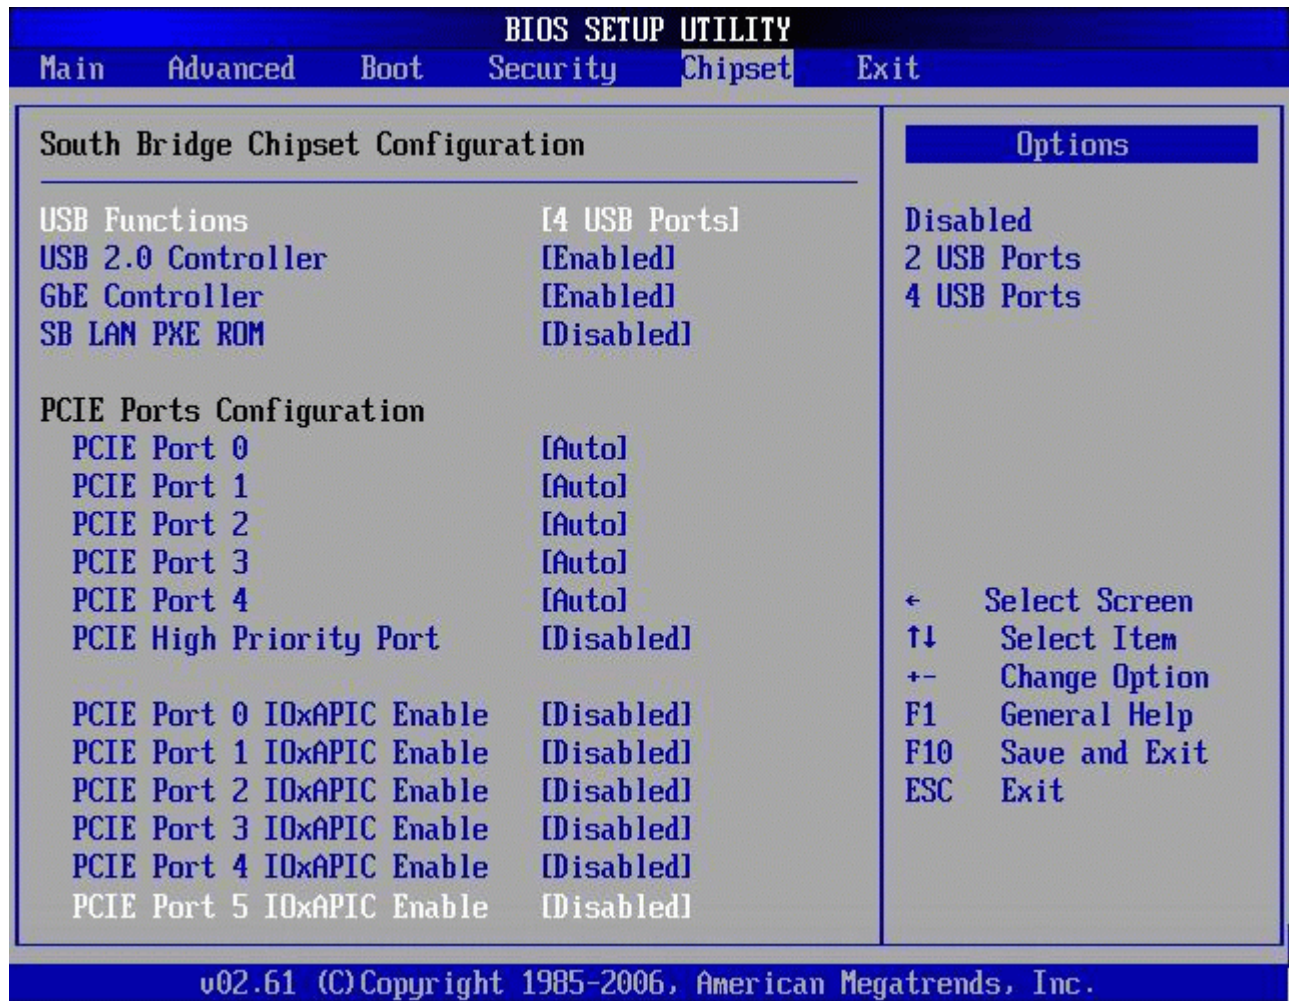 BIOS SETUP UTILITY
Main Advanced Boot Security Chipset Exit
South Bridge Chipset Configuration
USB Functions [4 USB Ports]
USB 2.0 Controller [Enabled]
GbE Controller [Enabled]
SB LAN PXE ROM [Disabled]
PCIE Ports Configuration
PCIE Port 0 [Auto]
PCIE Port 1 [Auto]
PCIE Port 2 [Auto]
PCIE Port 3 [Auto]
PCIE Port 4 [Auto]
PCIE High Priority Port [Disabled]
PCIE Port 0 IOxAPIC Enable [Disabled]
PCIE Port 1 IOxAPIC Enable [Disabled]
PCIE Port 2 IOxAPIC Enable [Disabled]
PCIE Port 3 IOxAPIC Enable [Disabled]
PCIE Port 4 IOxAPIC Enable [Disabled]
PCIE Port 5 IOxAPIC Enable [Disabled]
Options
Disabled
2 USB Ports
4 USB Ports
← Select Screen
↑↓ Select Item
+- Change Option
F1 General Help
F10 Save and Exit
ESC Exit
v02.61 (C)Copyright 1985-2006, American Megatrends, Inc.